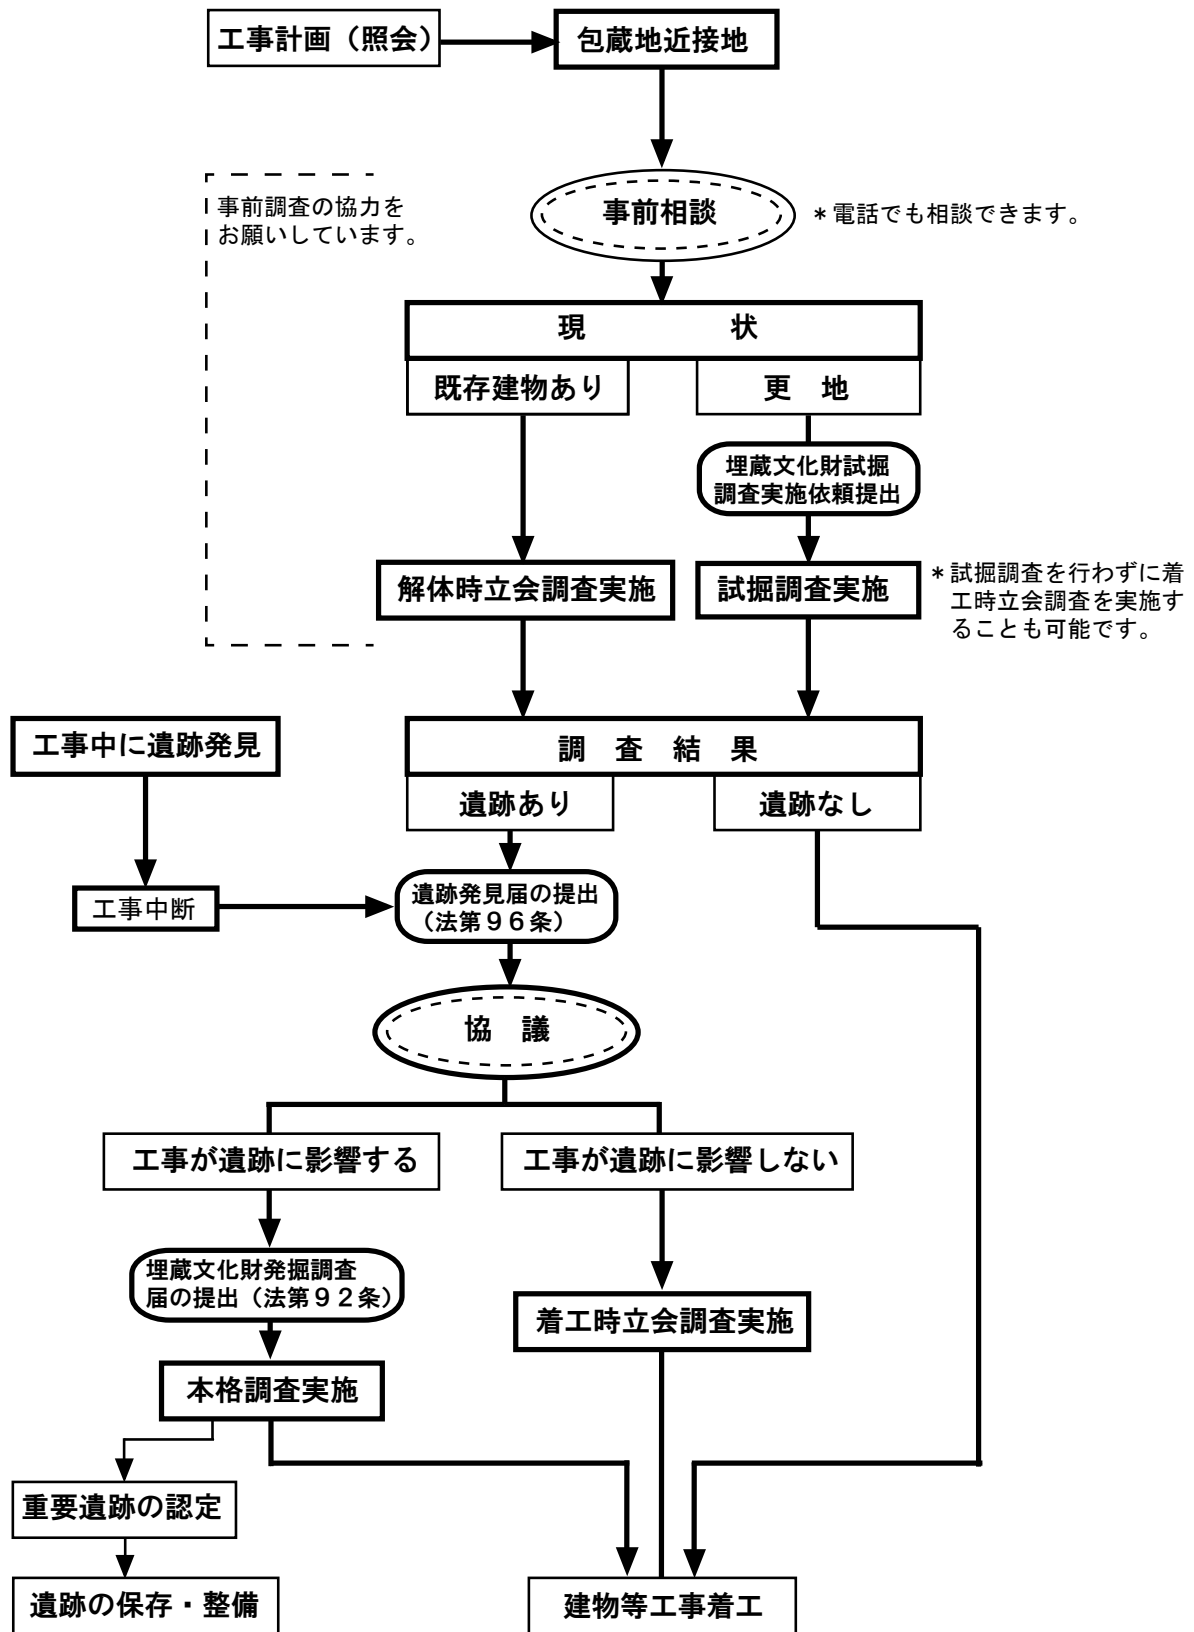 工事計画（照会）
包蔵地近接地
事前調査の協力を
お願いしています。
事前相談
＊電話でも相談できます。
現　状
既存建物あり
更　地
埋蔵文化財試掘
調査実施依頼提出
解体時立会調査実施
試掘調査実施
＊試掘調査を行わずに着
工時立会調査を実施す
ることも可能です。
工事中に遺跡発見
調　査　結　果
遺跡あり
遺跡なし
工事中断
遺跡発見届の提出
（法第９６条）
協　議
工事が遺跡に影響する
工事が遺跡に影響しない
埋蔵文化財発掘調査
届の提出（法第９２条）
着工時立会調査実施
本格調査実施
重要遺跡の認定
遺跡の保存・整備
建物等工事着工